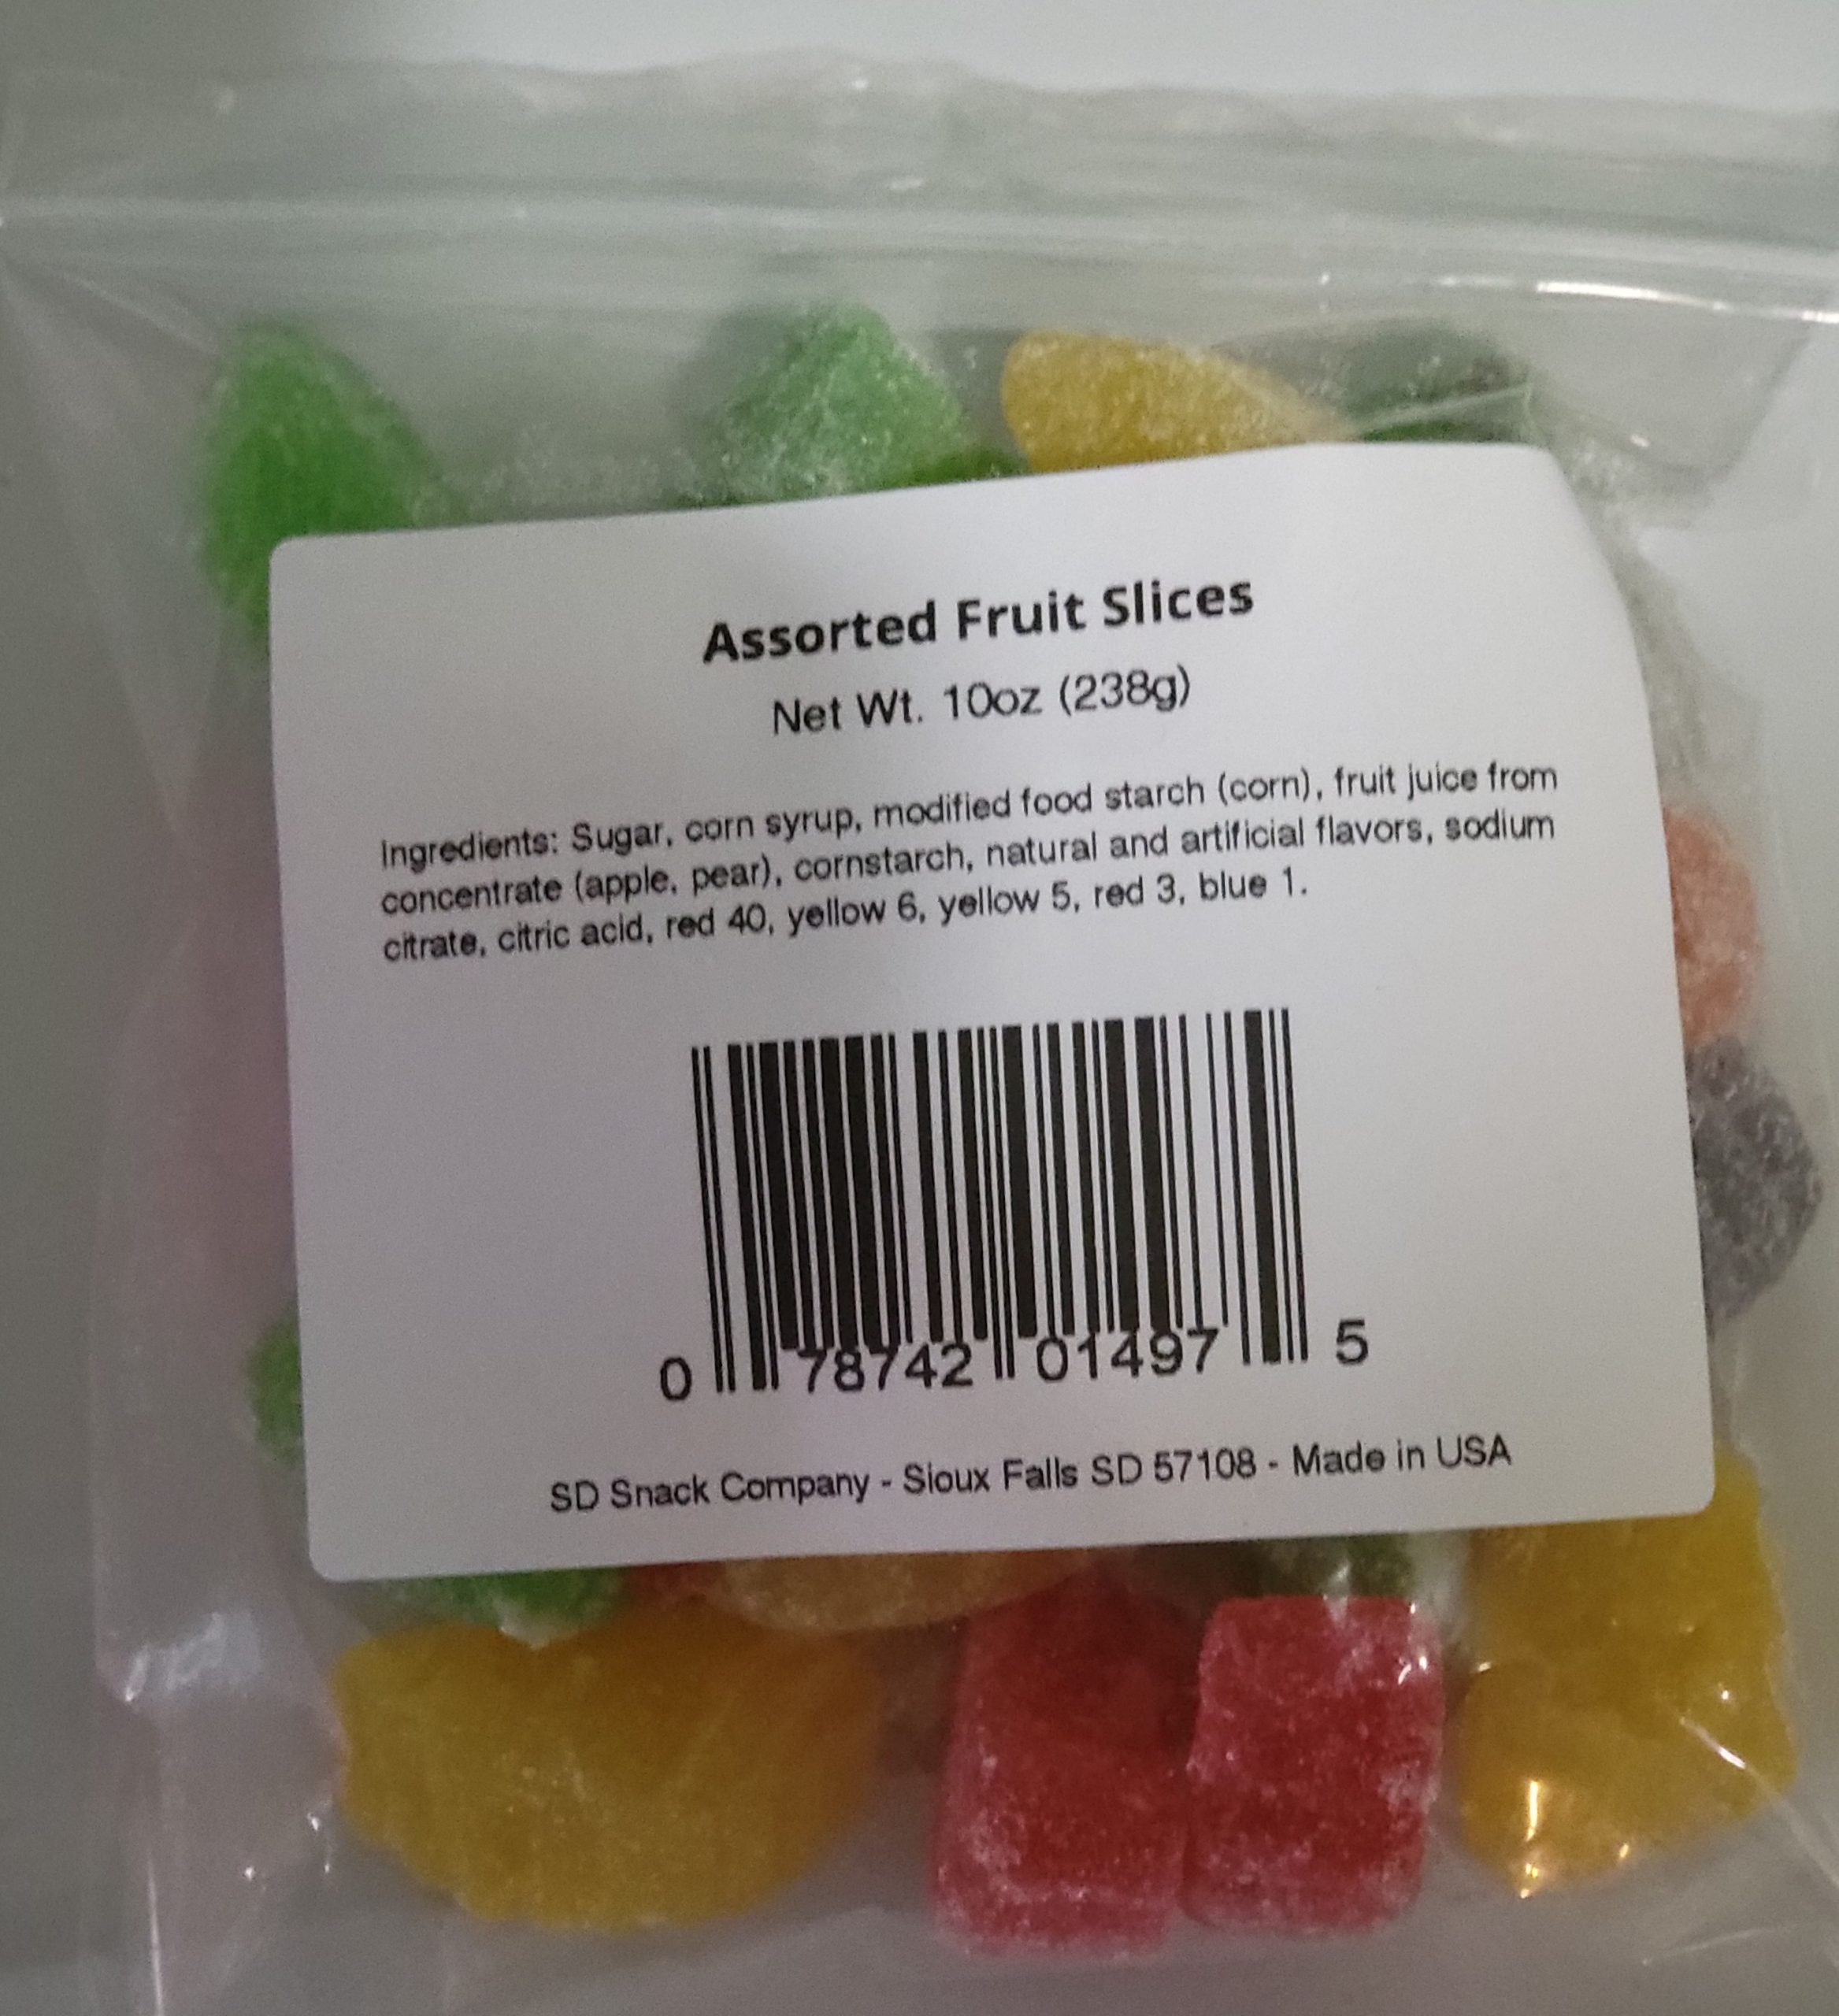 Assorted Fruit Slices
Net Wt. 10oz (238g)
Ingredients: Sugar, corn syrup, modified food starch (corn), fruit juice from
concentrate (apple, pear), cornstarch, natural and artificial flavors, sodium
citrate, citric acid, red 40, yellow 6, yellow 5, red 3, blue 1.
0 78742 01497 5
SD Snack Company - Sioux Falls SD 57108 - Made in USA